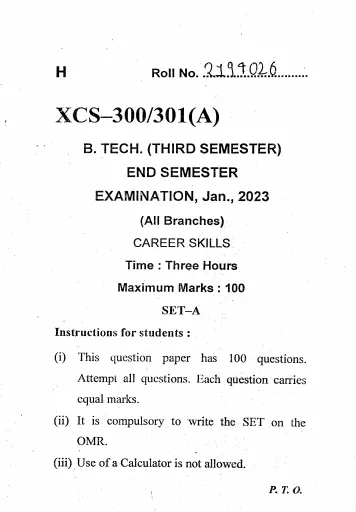 H Roll No. 2199026
XCS–300/301(A)
B. TECH. (THIRD SEMESTER)
END SEMESTER
EXAMINATION, Jan., 2023
(All Branches)
CAREER SKILLS
Time : Three Hours
Maximum Marks : 100
SET–A
Instructions for students :
(i) This question paper has 100 questions.
Attempt all questions. Each question carries
equal marks.
(ii) It is compulsory to write the SET on the
OMR.
(iii) Use of a Calculator is not allowed.
P. T. O.